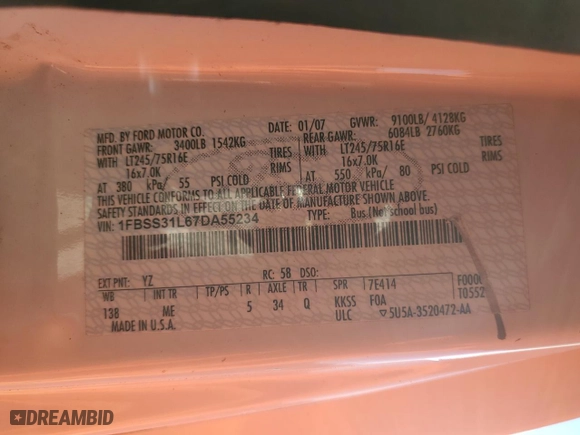 MFD. BY FORD MOTOR CO.
DATE: 01/07 GVWR: 9100LB/ 4128KG
FRONT GAWR: 3400LB 1542KG REAR GAWR: 6084LB 2760KG
WITH LT245/75R16E TIRES WITH LT245/75R16E TIRES
16x7.0K RIMS 16x7.0K RIMS
AT 380 kPa/ 55 PSI COLD AT 550 kPa/ 80 PSI COLD
THIS VEHICLE CONFORMS TO ALL APPLICABLE FEDERAL MOTOR VEHICLE
SAFETY STANDARDS IN EFFECT ON THE DATE OF MANUFACTURE SHOWN ABOVE.
VIN: 1FBSS31L67DA55234 TYPE: Bus(Not school bus)
EXT PNT: YZ RC: 58 DSO:
WB INT TR TP/PS R AXLE TR SPR 17E414
138 ME 5 34 Q KKSS FOA T0552
MADE IN U.S.A. ULC ▽5U5A-3520472-AA
DREAMBID